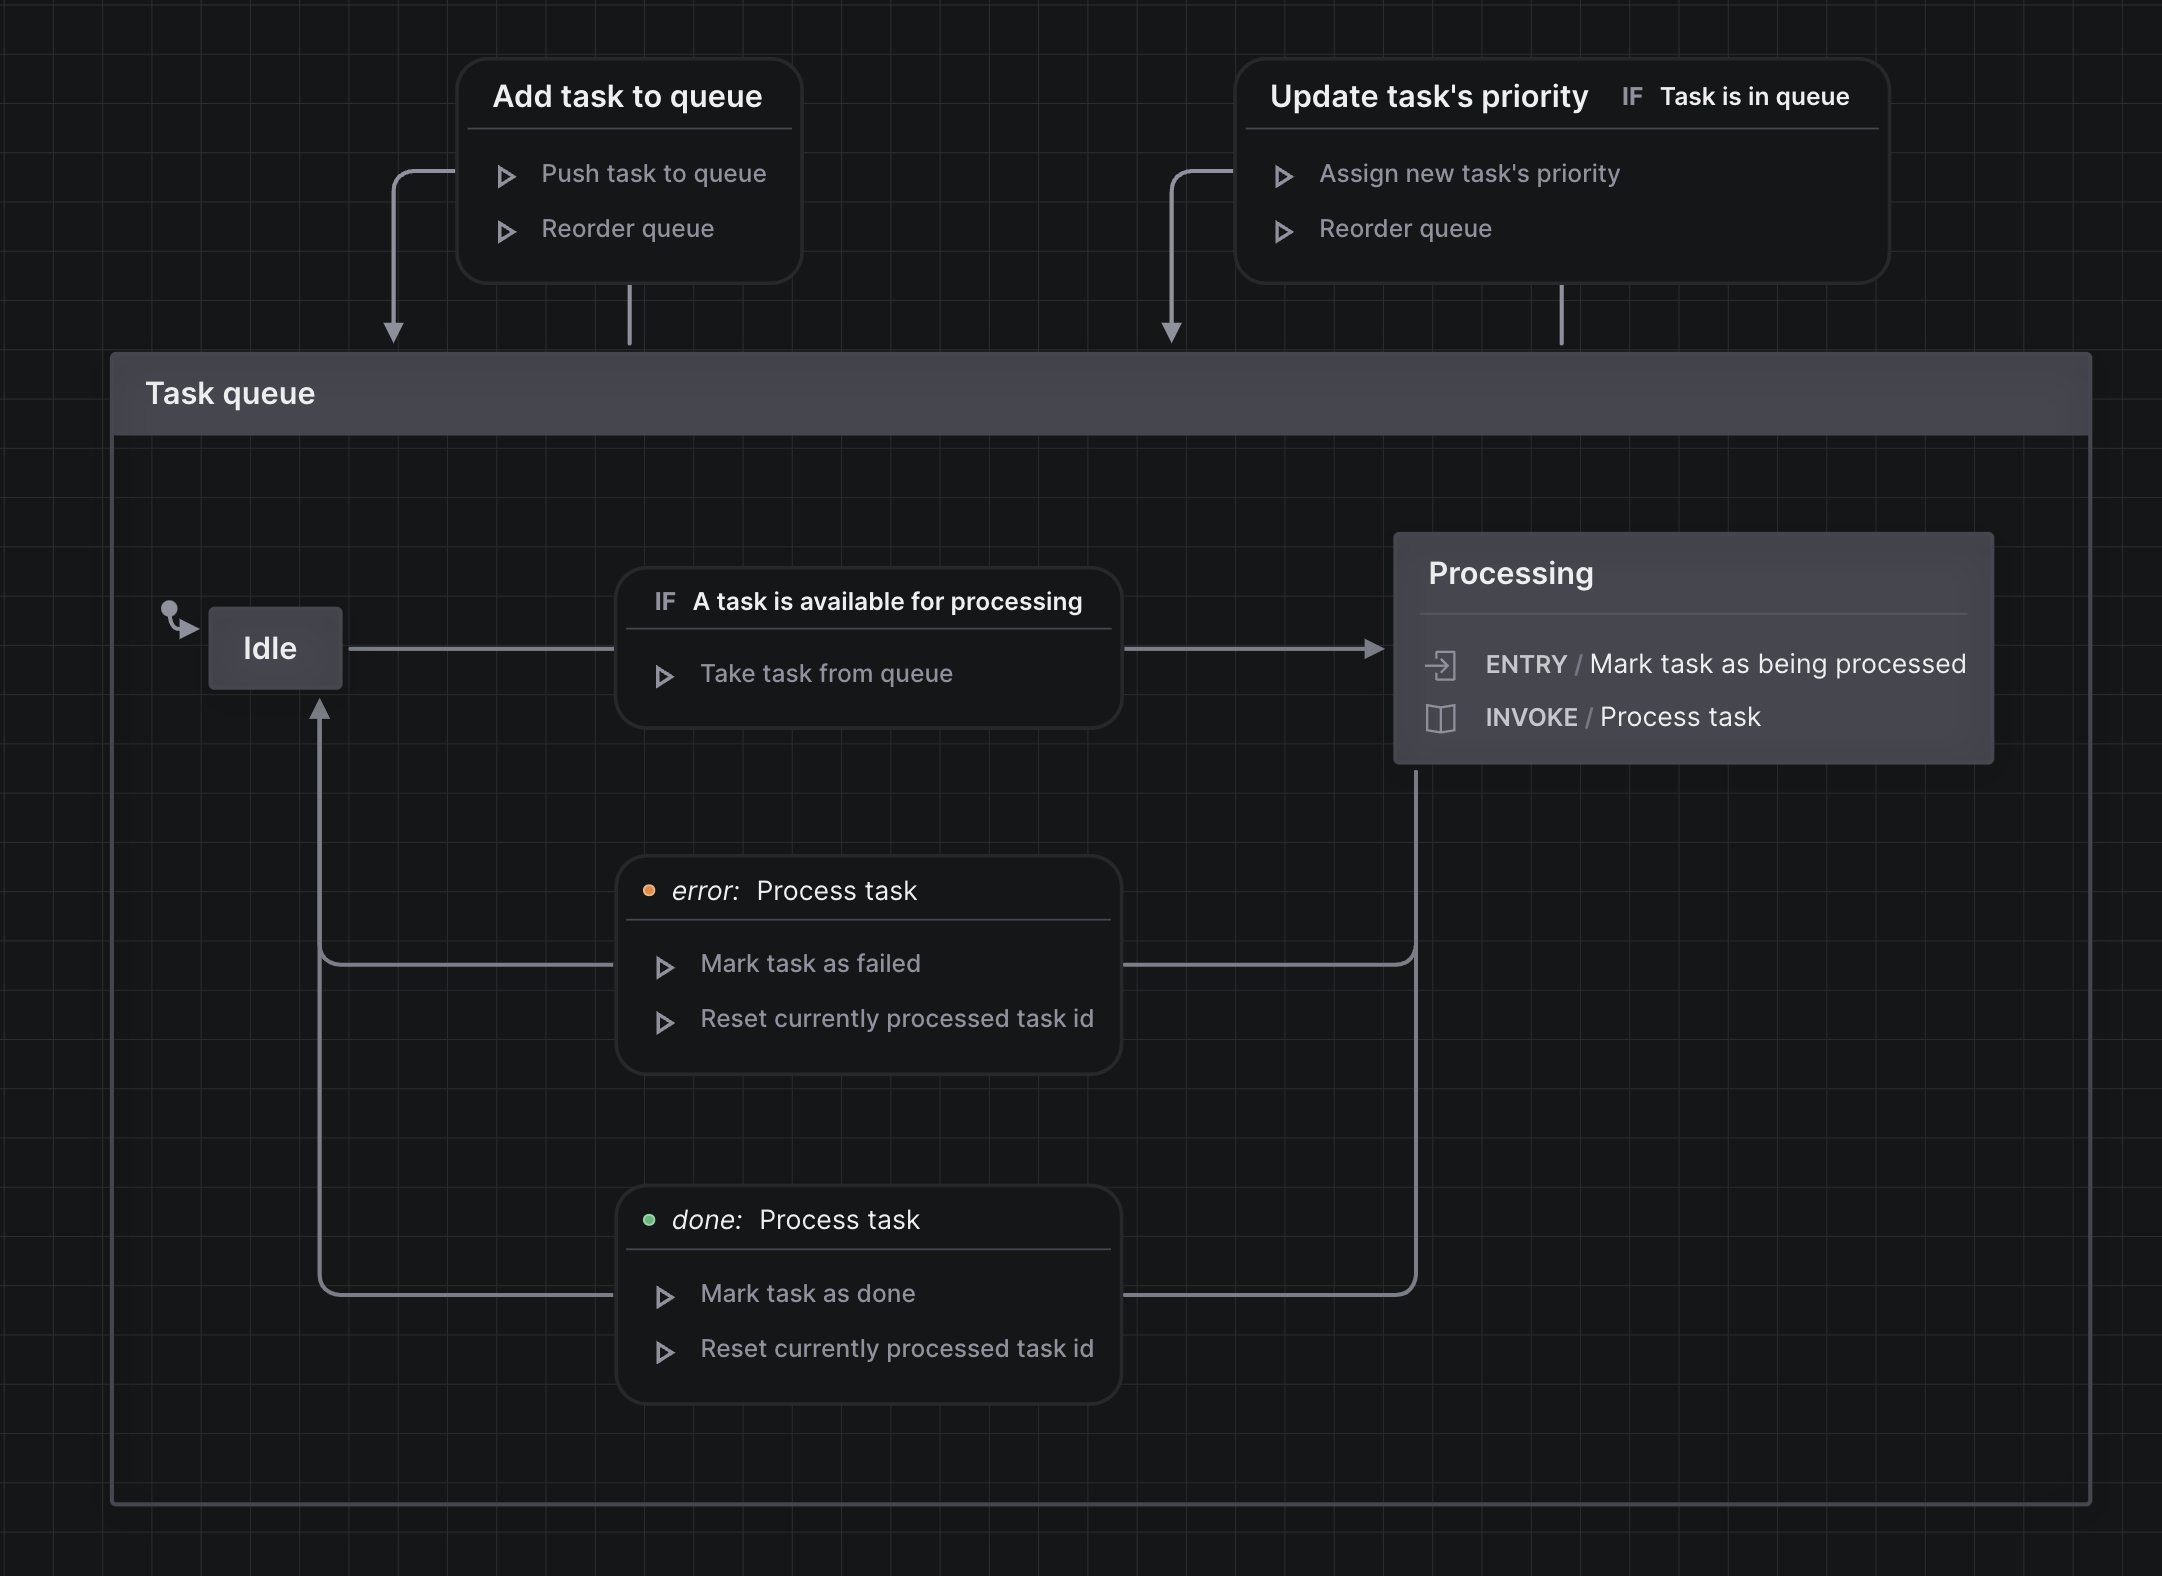 Add task to queue
Push task to queue
Reorder queue
Update task's priority IF Task is in queue
Assign new task's priority
Reorder queue
Task queue
Idle
IF A task is available for processing
Take task from queue
Processing
ENTRY / Mark task as being processed
INVOKE / Process task
error: Process task
Mark task as failed
Reset currently processed task id
done: Process task
Mark task as done
Reset currently processed task id